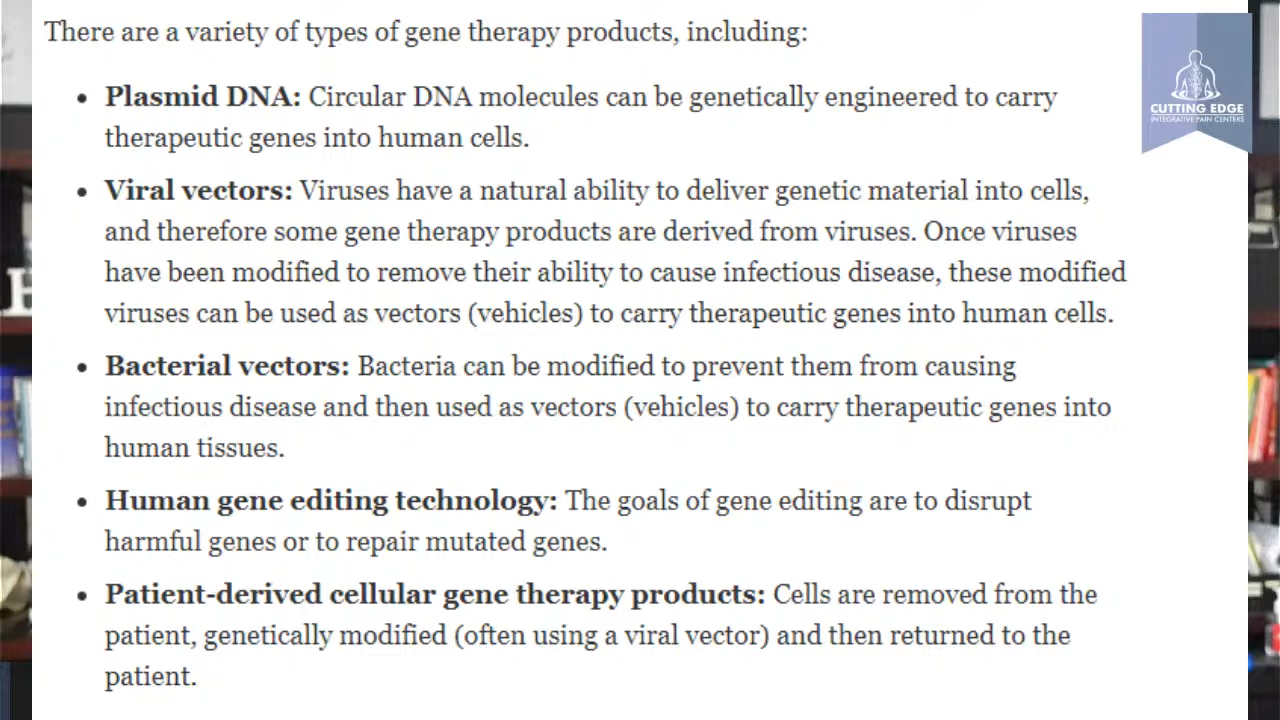 There are a variety of types of gene therapy products, including:
• Plasmid DNA: Circular DNA molecules can be genetically engineered to carry
therapeutic genes into human cells.
• Viral vectors: Viruses have a natural ability to deliver genetic material into cells,
and therefore some gene therapy products are derived from viruses. Once viruses
have been modified to remove their ability to cause infectious disease, these modified
viruses can be used as vectors (vehicles) to carry therapeutic genes into human cells.
• Bacterial vectors: Bacteria can be modified to prevent them from causing
infectious disease and then used as vectors (vehicles) to carry therapeutic genes into
human tissues.
• Human gene editing technology: The goals of gene editing are to disrupt
harmful genes or to repair mutated genes.
• Patient-derived cellular gene therapy products: Cells are removed from the
patient, genetically modified (often using a viral vector) and then returned to the
patient.
CUTTING EDGE
INTEGRATIVE PAIN CENTERS
H